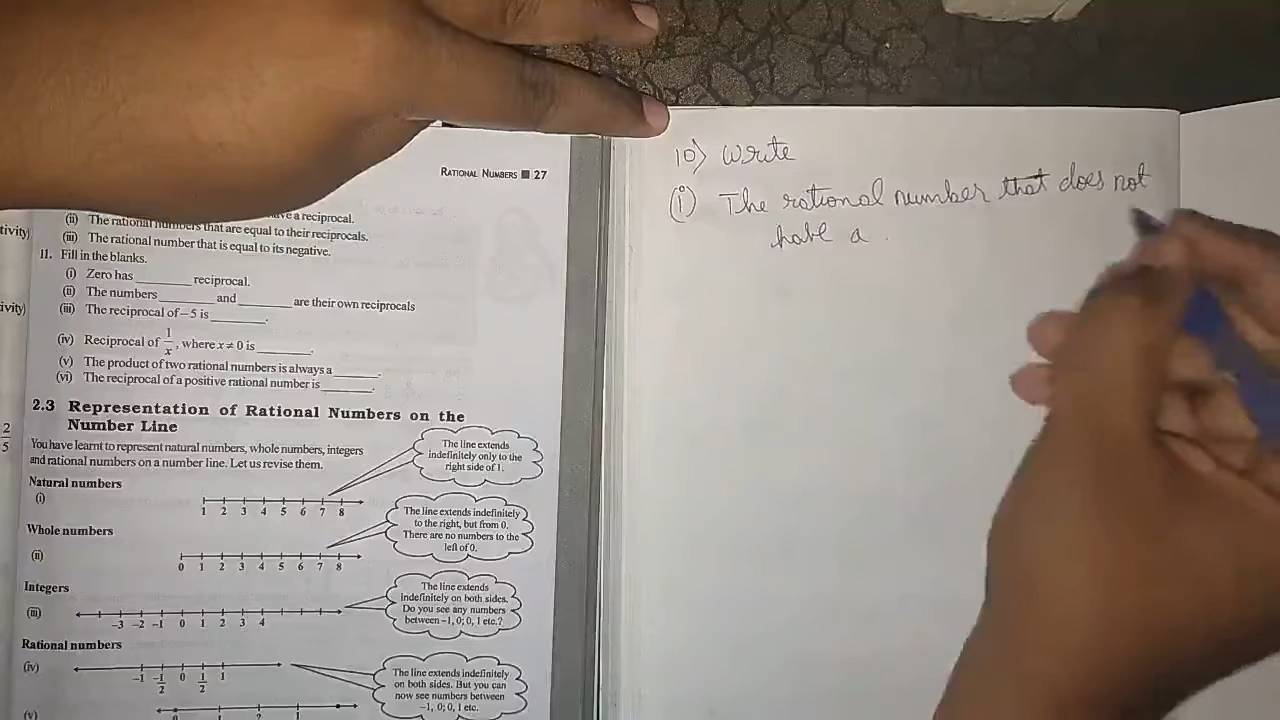 RATIONAL NUMBERS ■ 27
ve a reciprocal.
(ii) The rational numbers that are equal to their reciprocals.
(iii) The rational number that is equal to its negative.
11. Fill in the blanks.
(i) Zero has ________ reciprocal.
(ii) The numbers ________ and ________ are their own reciprocals
(iii) The reciprocal of –5 is ________.
(iv) Reciprocal of 1/x, where x ≠ 0 is ________.
(v) The product of two rational numbers is always a ________.
(vi) The reciprocal of a positive rational number is ________.
2.3 Representation of Rational Numbers on the
Number Line
You have learnt to represent natural numbers, whole numbers, integers
and rational numbers on a number line. Let us revise them.
The line extends
indefinitely only to the
right side of 1.
Natural numbers
(i)
1 2 3 4 5 6 7 8
The line extends indefinitely
to the right, but from 0.
There are no numbers to the
left of 0.
Whole numbers
(ii)
0 1 2 3 4 5 6 7 8
The line extends
indefinitely on both sides.
Do you see any numbers
between –1, 0; 0, 1 etc.?
Integers
(iii)
–3 –2 –1 0 1 2 3 4
Rational numbers
(iv)
–1 –1/2 0 1/2 1
The line extends indefinitely
on both sides. But you can
now see numbers between
–1, 0; 0, 1 etc.
(v)
tivity)
ivity)
2/5
10) Write
(i) The rational number that does not
have a